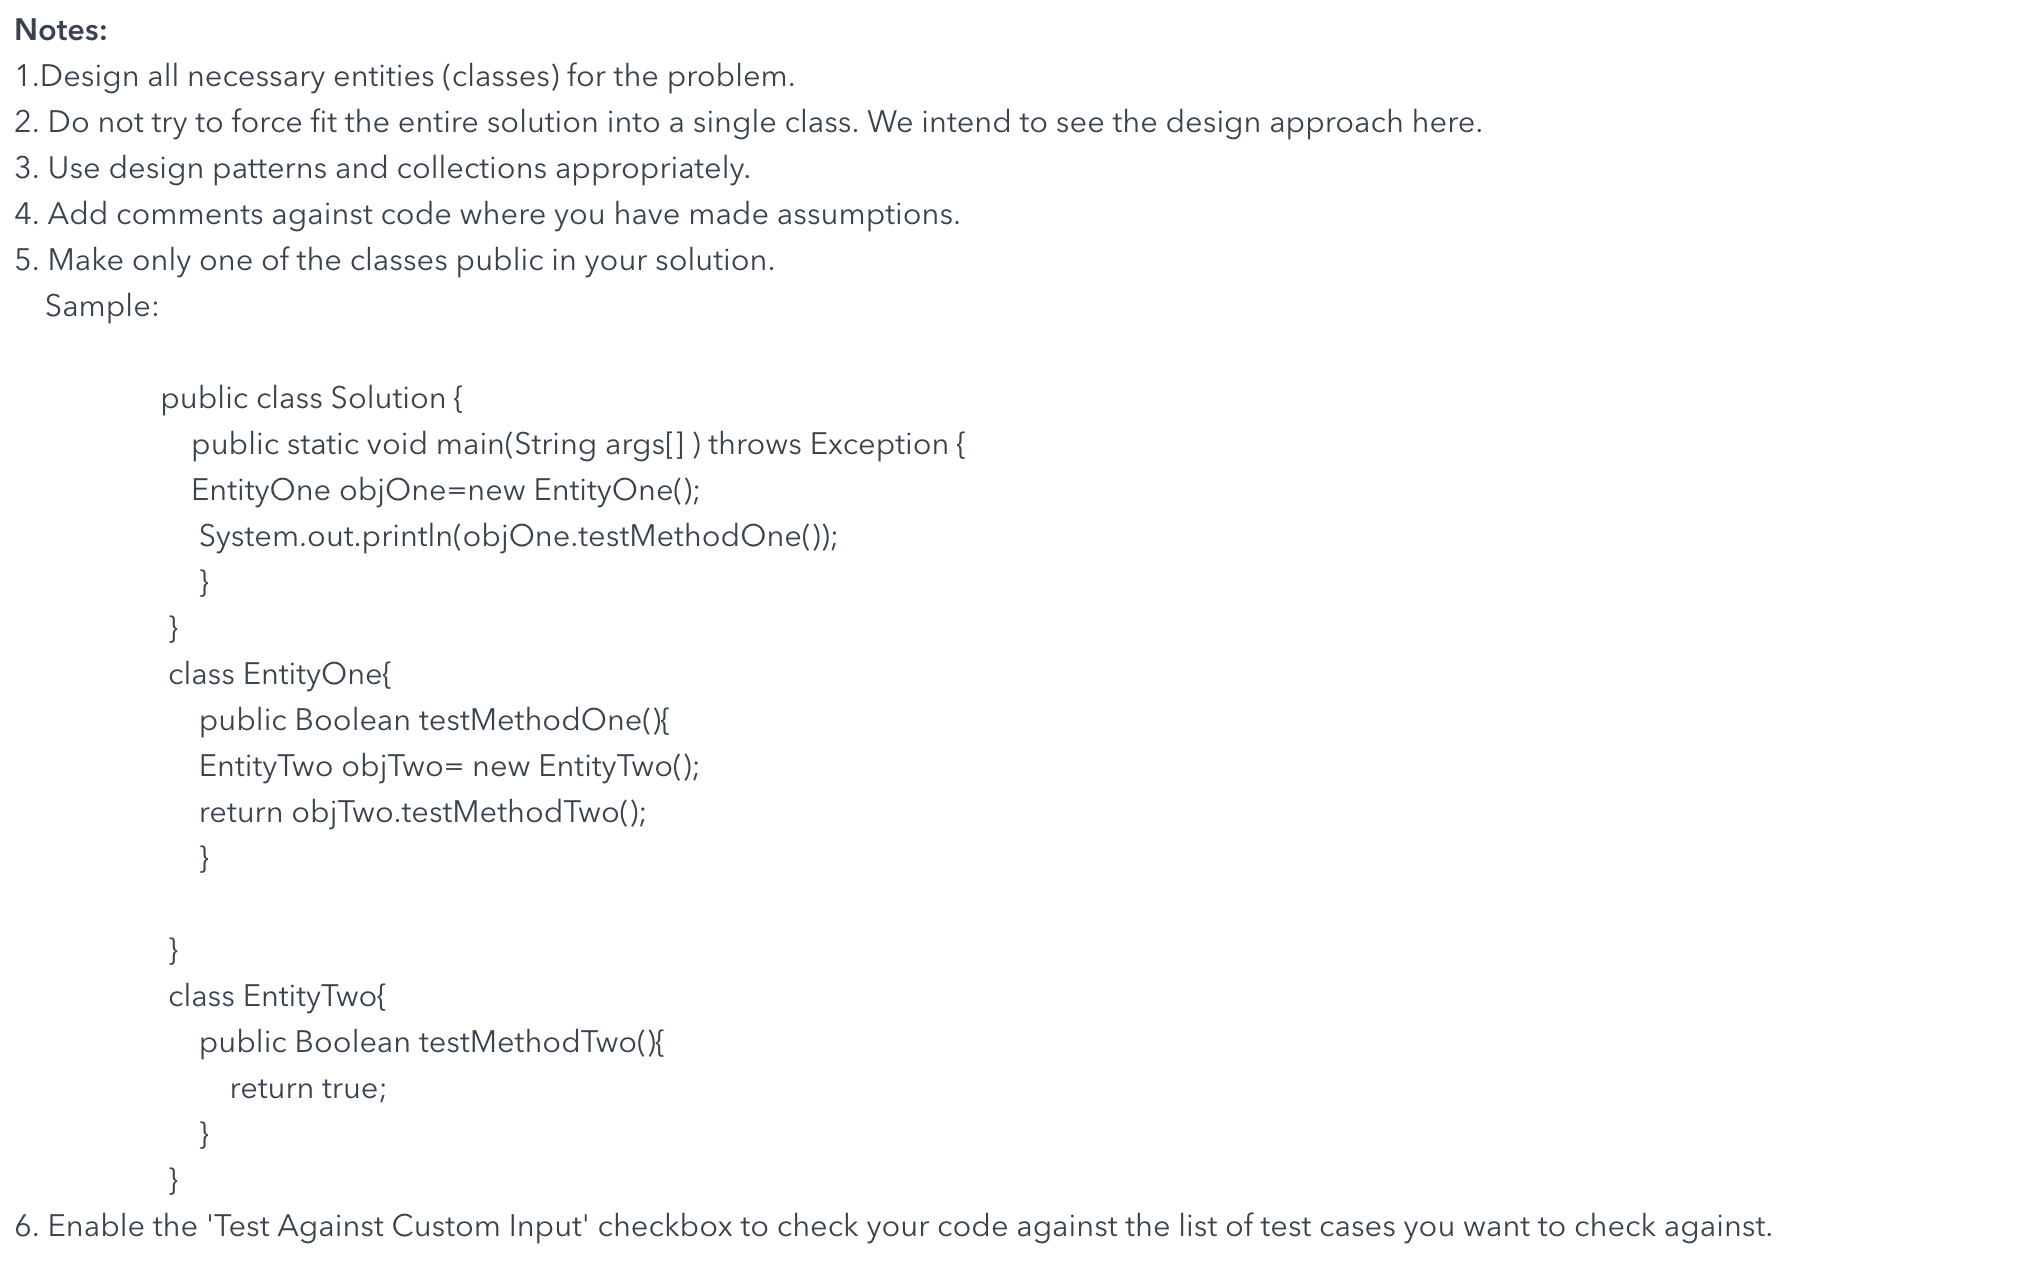 Notes:
1.Design all necessary entities (classes) for the problem.
2. Do not try to force fit the entire solution into a single class. We intend to see the design approach here.
3. Use design patterns and collections appropriately.
4. Add comments against code where you have made assumptions.
5. Make only one of the classes public in your solution.
Sample:
public class Solution {
public static void main(String args[] ) throws Exception {
EntityOne objOne=new EntityOne();
System.out.println(objOne.testMethodOne());
}
}
class EntityOne{
public Boolean testMethodOne(){
EntityTwo objTwo= new EntityTwo();
return objTwo.testMethodTwo();
}
}
class EntityTwo{
public Boolean testMethodTwo(){
return true;
}
}
6. Enable the 'Test Against Custom Input' checkbox to check your code against the list of test cases you want to check against.